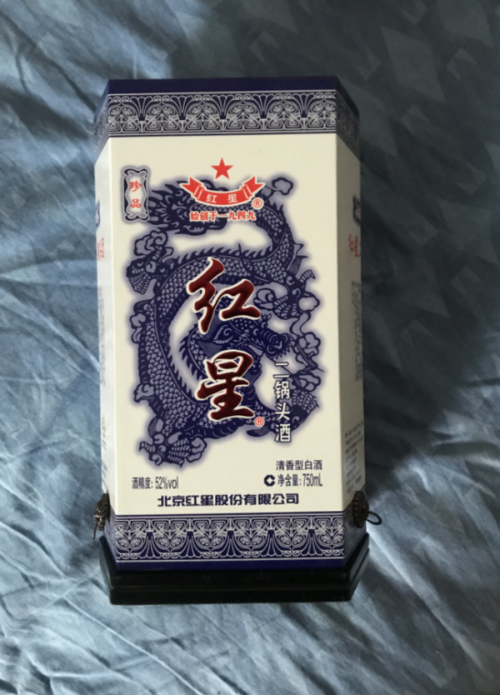 珍品
红星®
始创于一九四九
红星®
二锅头酒
清香型白酒
酒精度: 52%vol
净含量: 750mL
北京红星股份有限公司
红星